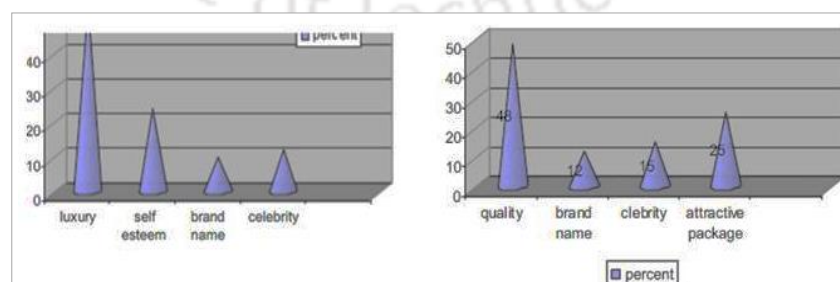 percent
40
30
20
10
0
luxury
self esteem
brand name
celebrity
50
40
30
20
10
0
48
12
15
25
quality
brand name
clebrity
attractive package
percent